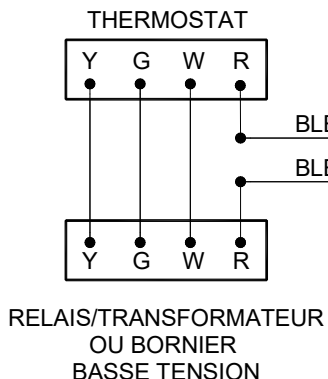 THERMOSTAT
Y G W R
Y G W R
RELAIS/TRANSFORMATEUR
OU BORNIER
BASSE TENSION